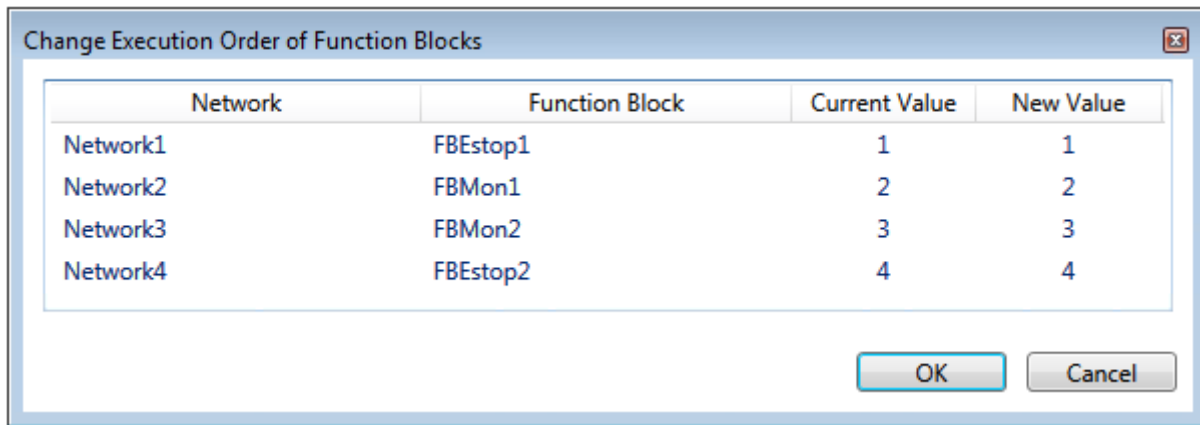 Change Execution Order of Function Blocks
Network Function Block Current Value New Value
Network1 FBEstop1 1 1
Network2 FBMon1 2 2
Network3 FBMon2 3 3
Network4 FBEstop2 4 4
OK Cancel